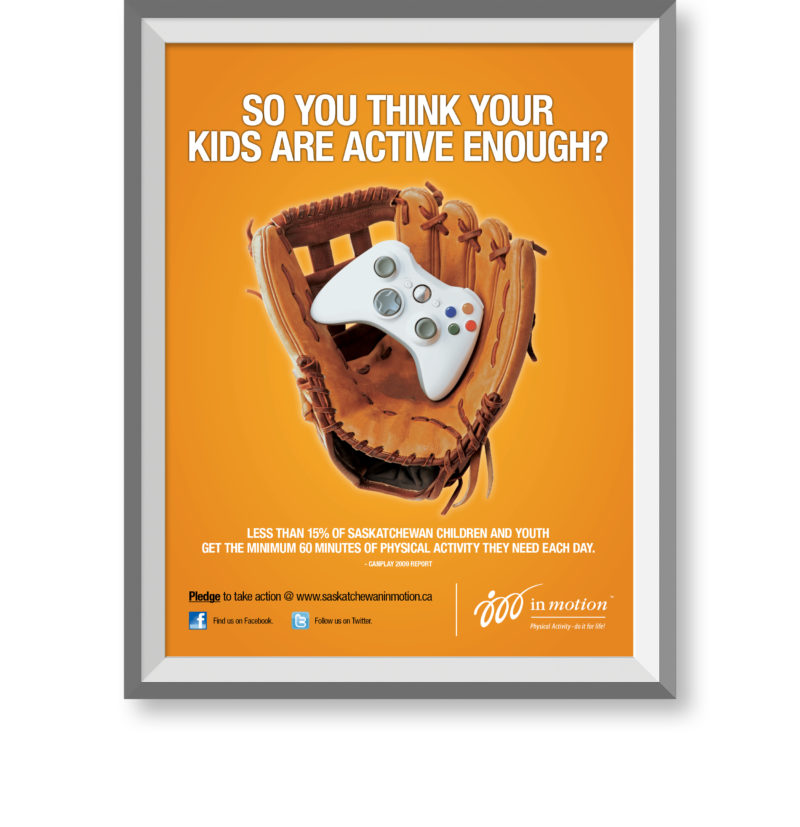 SO YOU THINK YOUR
KIDS ARE ACTIVE ENOUGH?
LESS THAN 15% OF SASKATCHEWAN CHILDREN AND YOUTH
GET THE MINIMUM 60 MINUTES OF PHYSICAL ACTIVITY THEY NEED EACH DAY.
- CANPLAY 2009 REPORT
Pledge to take action @ www.saskatchewaninmotion.ca
Find us on Facebook.
Follow us on Twitter.
in motion™
Physical Activity - do it for life!